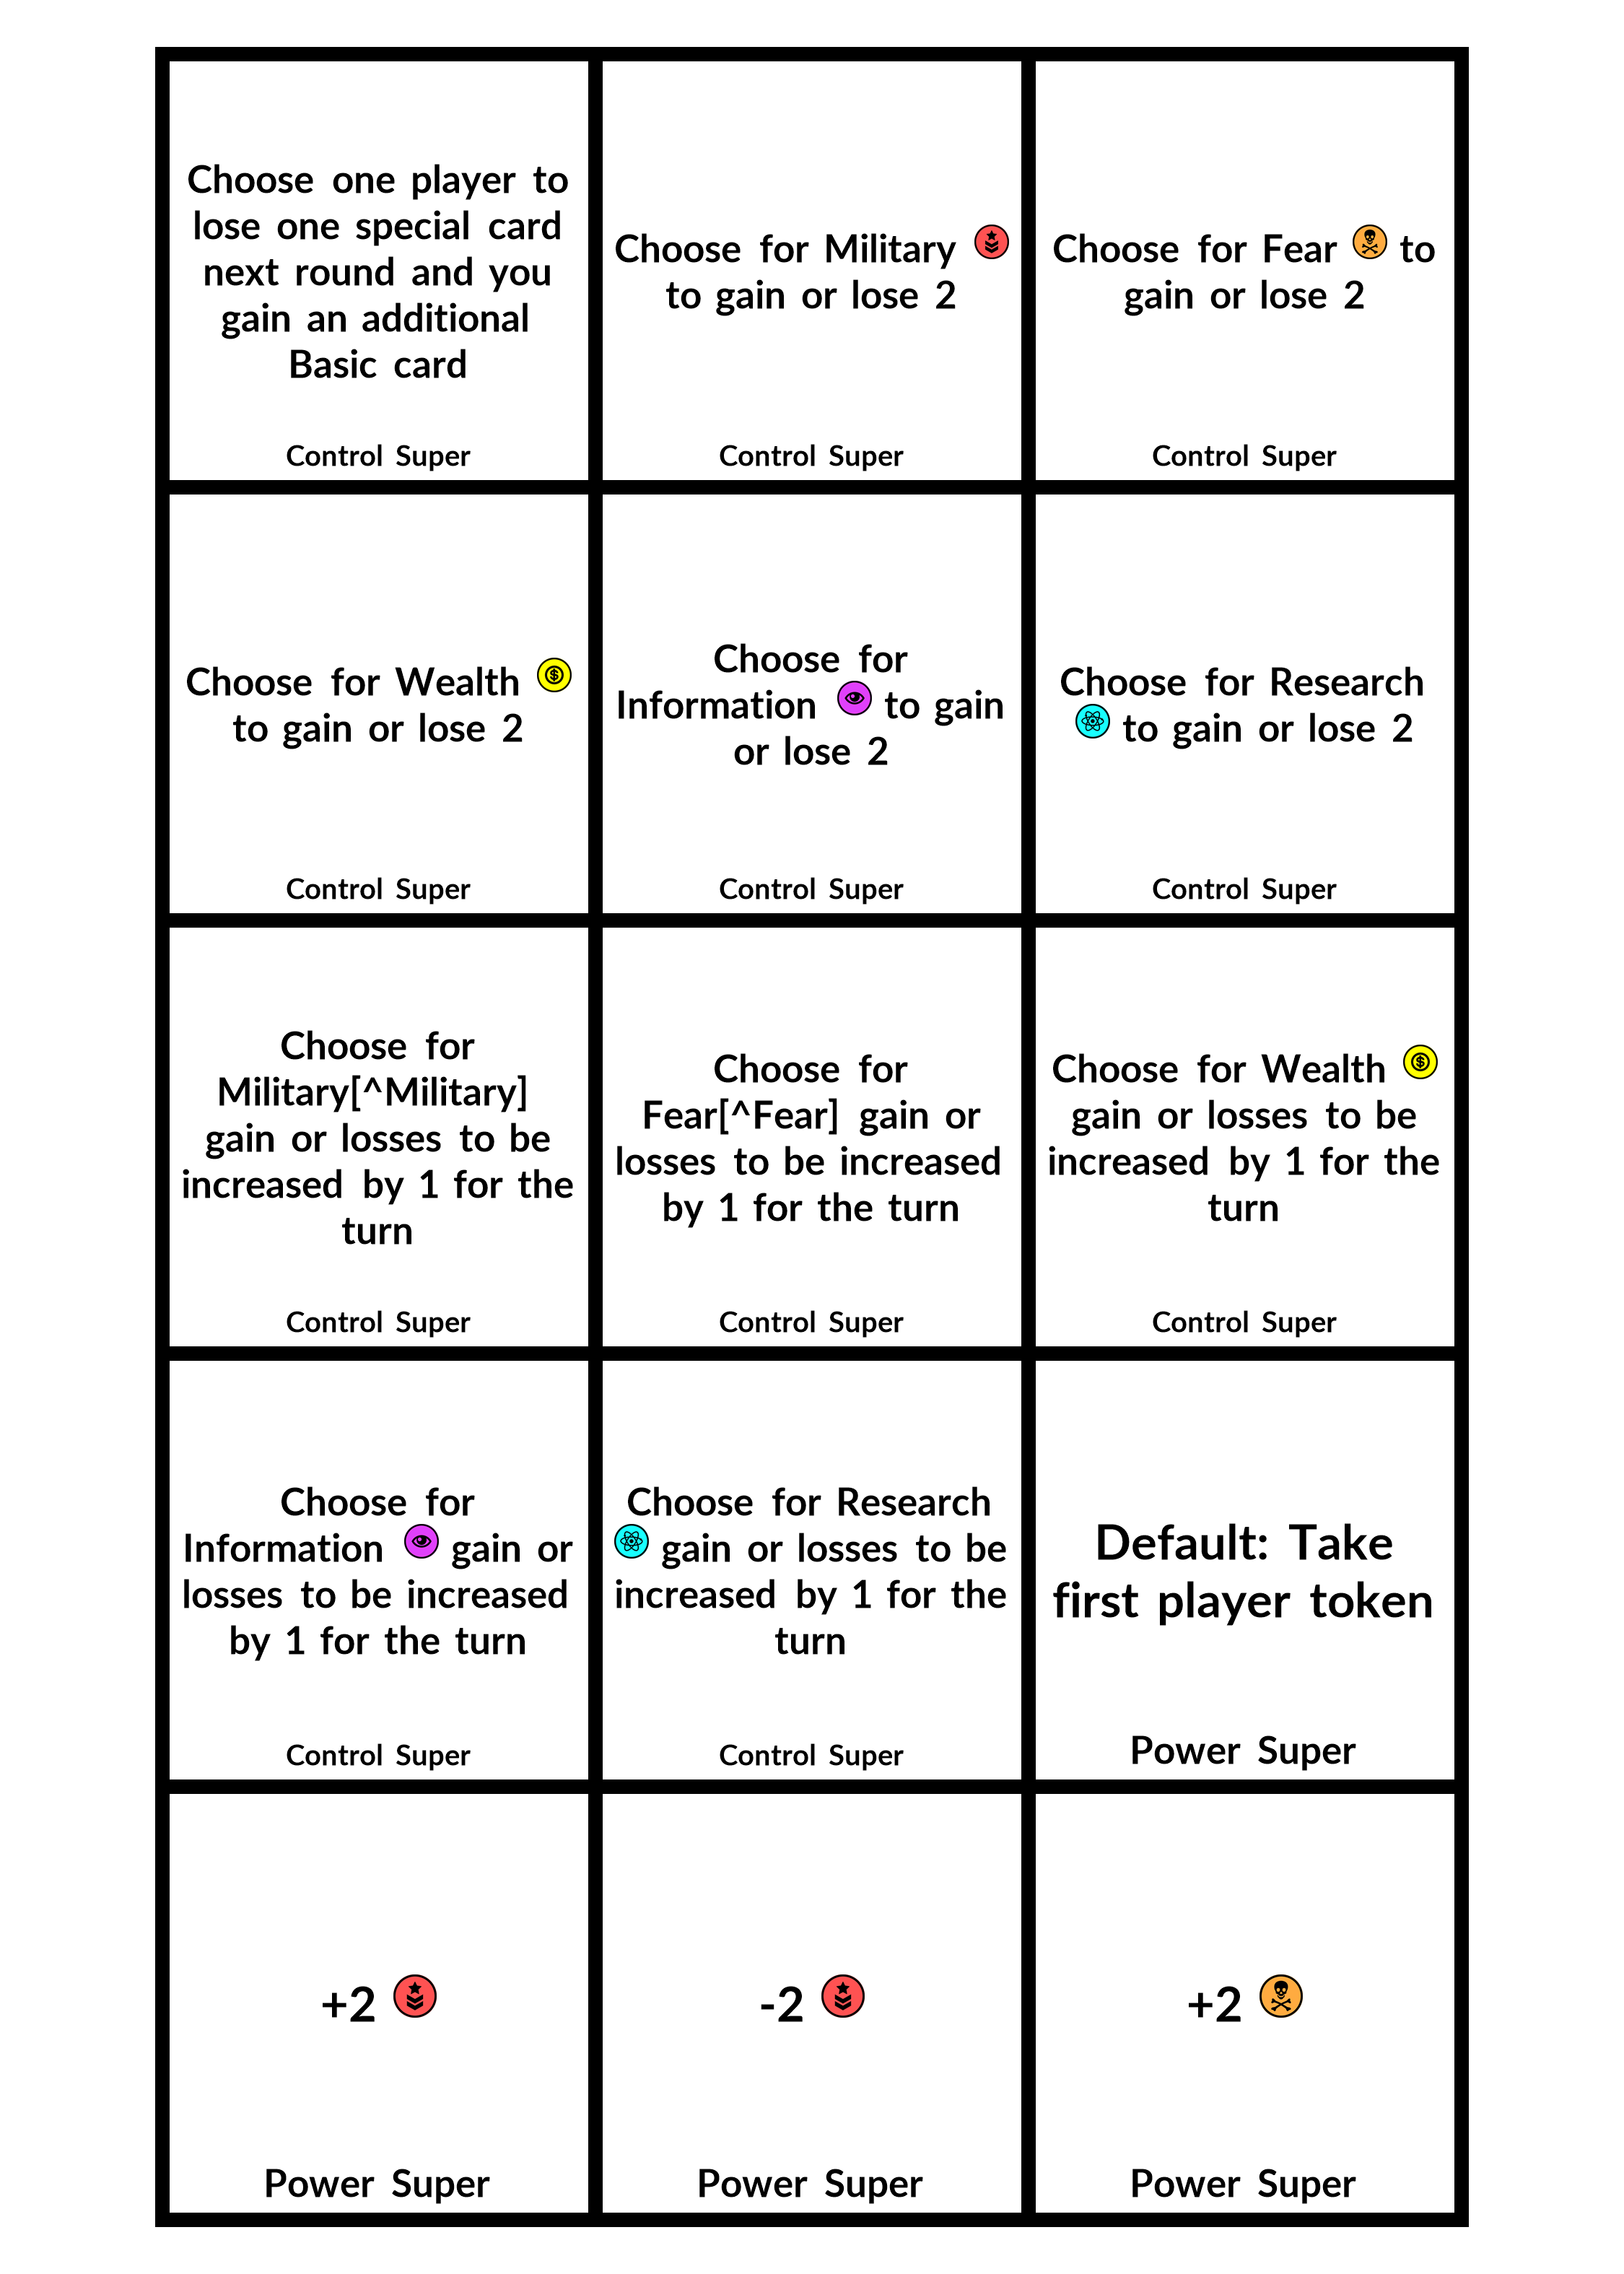 Choose one player to
lose one special card
next round and you
gain an additional
Basic card
Control Super
Choose for Military
to gain or lose 2
Control Super
Choose for Fear to
gain or lose 2
Control Super
Choose for Wealth
to gain or lose 2
Control Super
Choose for
Information to gain
or lose 2
Control Super
Choose for Research
to gain or lose 2
Control Super
Choose for
Military[^Military]
gain or losses to be
increased by 1 for the
turn
Control Super
Choose for
Fear[^Fear] gain or
losses to be increased
by 1 for the turn
Control Super
Choose for Wealth
gain or losses to be
increased by 1 for the
turn
Control Super
Choose for
Information gain or
losses to be increased
by 1 for the turn
Control Super
Choose for Research
gain or losses to be
increased by 1 for the
turn
Control Super
Default: Take
first player token
Power Super
+2
Power Super
-2
Power Super
+2
Power Super